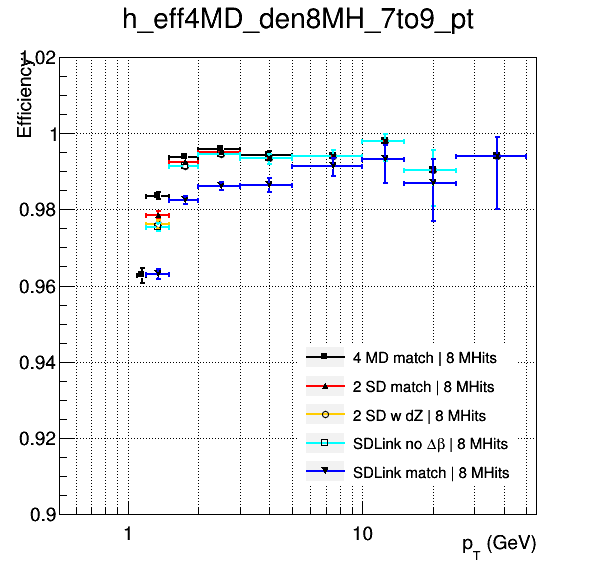 h_eff4MD_den8MH_7to9_pt
Efficiency
1.02
1
0.98
0.96
0.94
0.92
0.9
4 MD match | 8 MHits
2 SD match | 8 MHits
2 SD w dZ | 8 MHits
SDLink no Δβ | 8 MHits
SDLink match | 8 MHits
1
10
p_T (GeV)